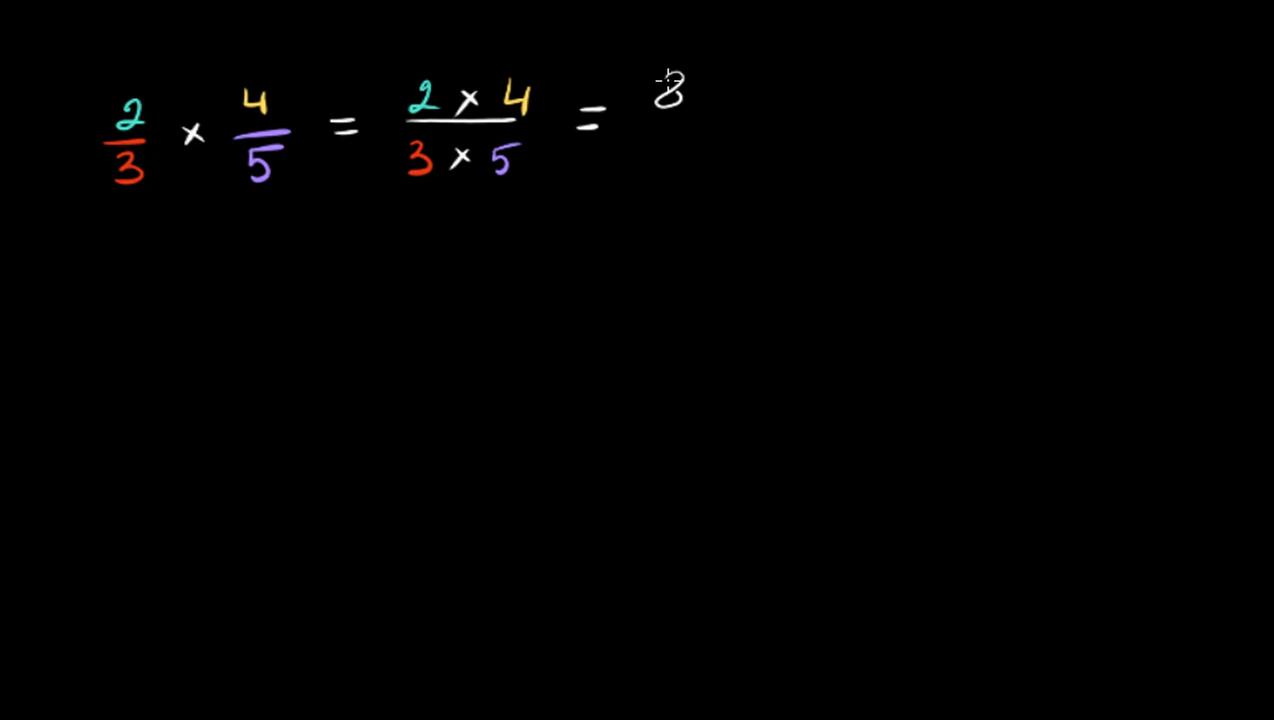 2/3 × 4/5 = (2 × 4)/(3 × 5) = 8